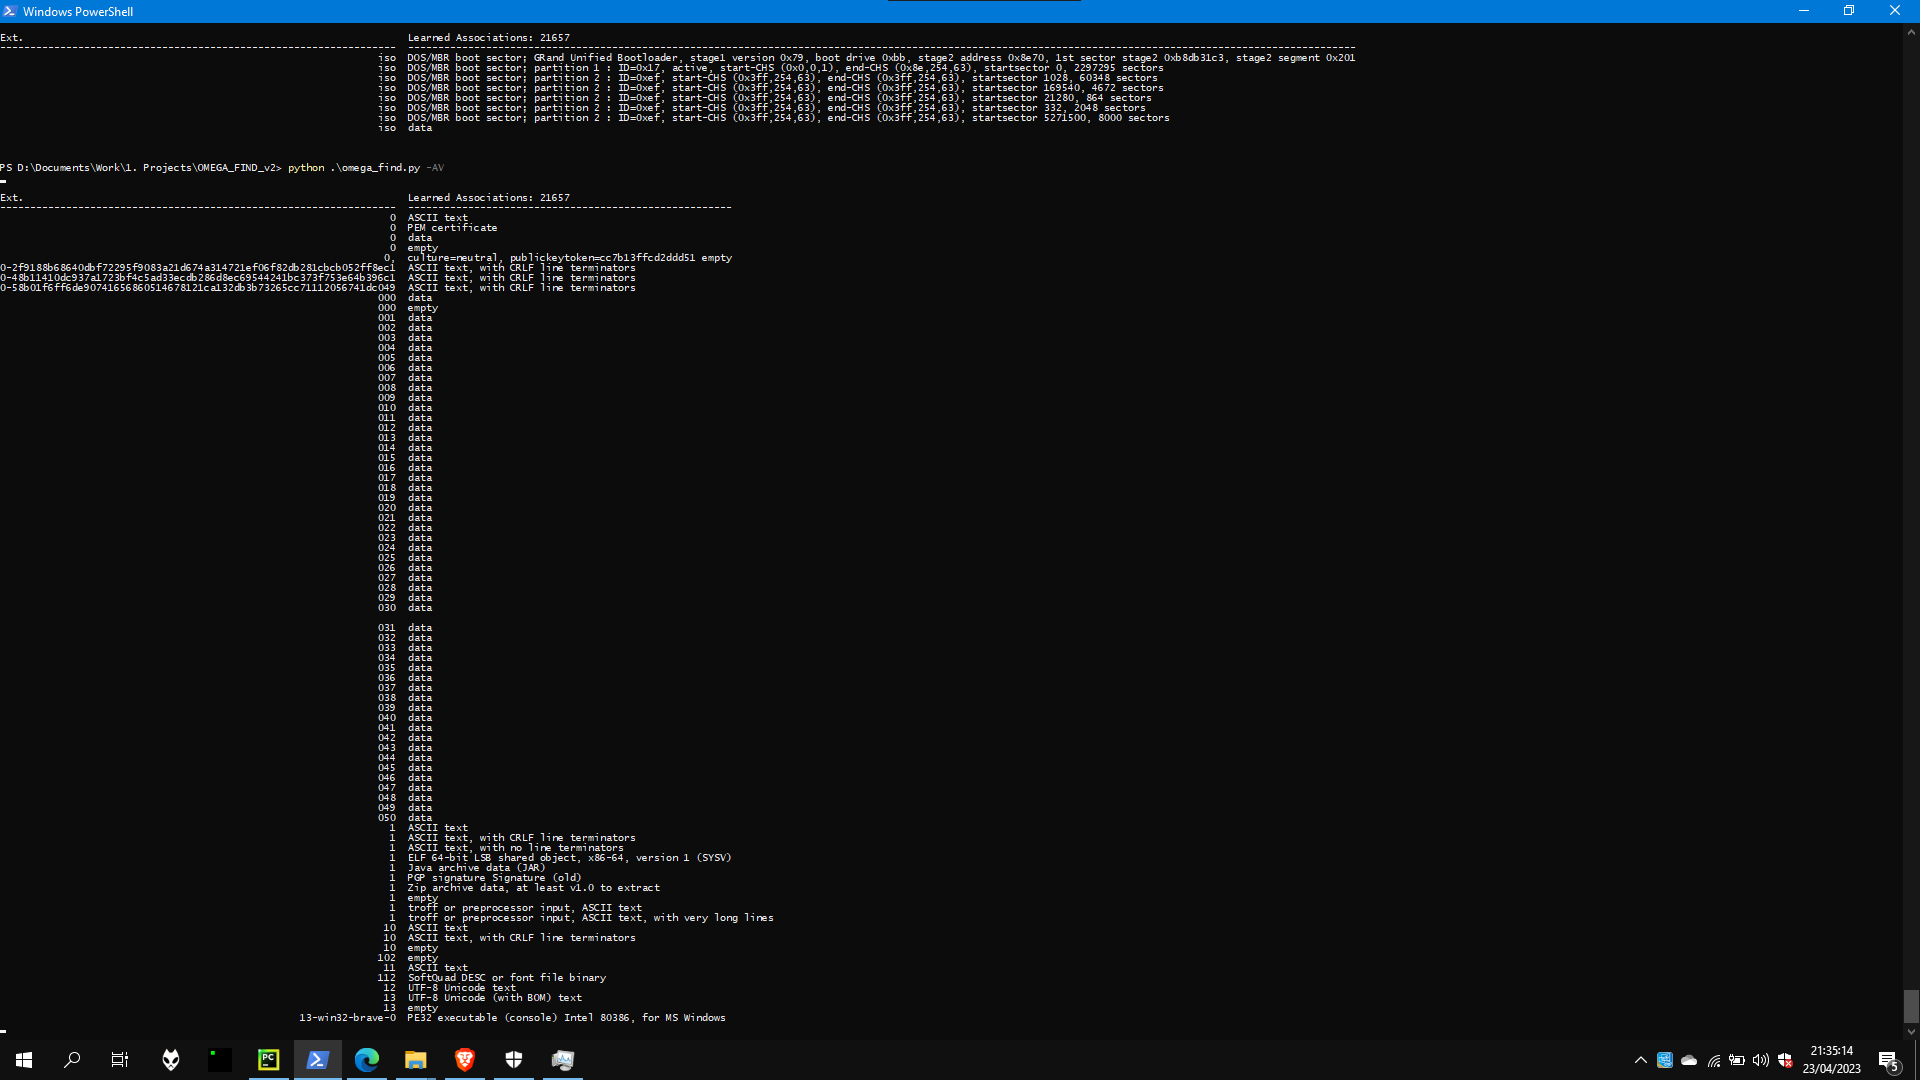 Windows PowerShell
Ext. Learned Associations: 21657
iso DOS/MBR boot sector; GRand Unified Bootloader, stage1 version 0x79, boot drive 0xbb, stage2 address 0x8e70, 1st sector stage2 0xb8db31c3, stage2 segment 0x201
iso DOS/MBR boot sector; partition 1 : ID=0x17, active, start-CHS (0x0,0,1), end-CHS (0x8e,254,63), startsector 0, 2297295 sectors
iso DOS/MBR boot sector; partition 2 : ID=0xef, start-CHS (0x3ff,254,63), end-CHS (0x3ff,254,63), startsector 1028, 60348 sectors
iso DOS/MBR boot sector; partition 2 : ID=0xef, start-CHS (0x3ff,254,63), end-CHS (0x3ff,254,63), startsector 169540, 4672 sectors
iso DOS/MBR boot sector; partition 2 : ID=0xef, start-CHS (0x3ff,254,63), end-CHS (0x3ff,254,63), startsector 21280, 864 sectors
iso DOS/MBR boot sector; partition 2 : ID=0xef, start-CHS (0x3ff,254,63), end-CHS (0x3ff,254,63), startsector 332, 2048 sectors
iso DOS/MBR boot sector; partition 2 : ID=0xef, start-CHS (0x3ff,254,63), end-CHS (0x3ff,254,63), startsector 5271500, 8000 sectors
iso data
PS D:\Documents\Work\1. Projects\OMEGA_FIND_v2> python .\omega_find.py -AV
Ext. Learned Associations: 21657
0 ASCII text
0 PEM certificate
0 data
0 empty
0, culture=neutral, publickeytoken=cc7b13ffcd2ddd51 empty
0-2f9188b68640dbf72295f9083a21d674a314721ef06f82db281cbcb052ff8ec1 ASCII text, with CRLF line terminators
0-48b11410dc937a1723bf4c5ad33ecdb286d8ec69544241bc373f753e64b396c1 ASCII text, with CRLF line terminators
0-58b01f6ff6de90741656860514678121ca132db3b73265cc71112056741dc049 ASCII text, with CRLF line terminators
000 data
000 empty
001 data
002 data
003 data
004 data
005 data
006 data
007 data
008 data
009 data
010 data
011 data
012 data
013 data
014 data
015 data
016 data
017 data
018 data
019 data
020 data
021 data
022 data
023 data
024 data
025 data
026 data
027 data
028 data
029 data
030 data
031 data
032 data
033 data
034 data
035 data
036 data
037 data
038 data
039 data
040 data
041 data
042 data
043 data
044 data
045 data
046 data
047 data
048 data
049 data
050 data
1 ASCII text
1 ASCII text, with CRLF line terminators
1 ASCII text, with no line terminators
1 ELF 64-bit LSB shared object, x86-64, version 1 (SYSV)
1 Java archive data (JAR)
1 PGP signature Signature (old)
1 Zip archive data, at least v1.0 to extract
1 empty
1 troff or preprocessor input, ASCII text
1 troff or preprocessor input, ASCII text, with very long lines
10 ASCII text
10 ASCII text, with CRLF line terminators
10 empty
102 empty
11 ASCII text
112 SoftQuad DESC or font file binary
12 UTF-8 Unicode text
13 UTF-8 Unicode (with BOM) text
13 empty
13-win32-brave-0 PE32 executable (console) Intel 80386, for MS Windows
PC
21:35:14
23/04/2023
5